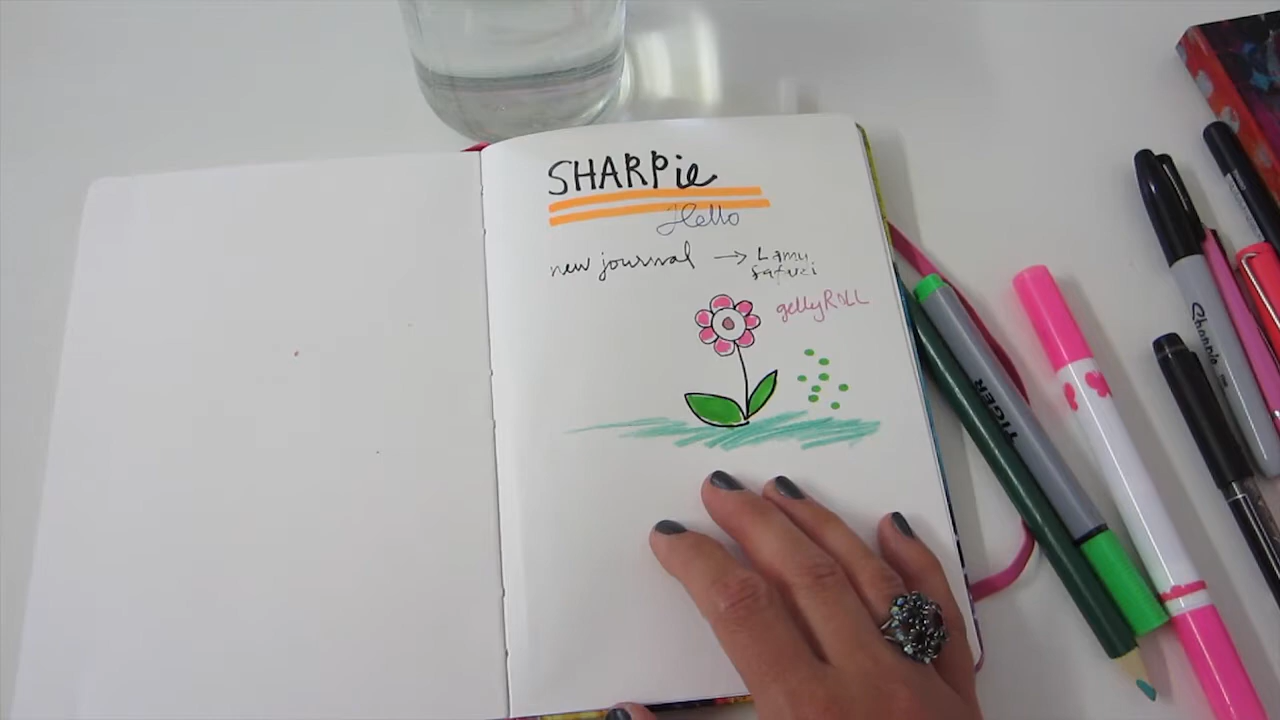 SHARPie
Hello
new journal → Lamy
Safari
gellyROLL
TIGER
Sharpie